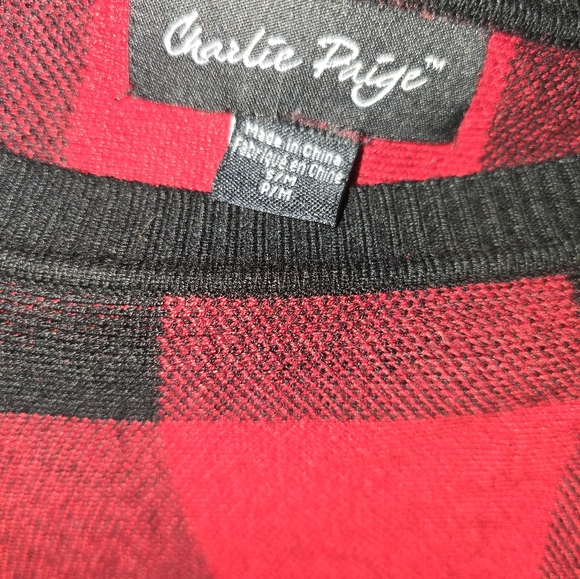 Charlie Paige™
Made in China
Fabriqué en Chine
S/M
P/M